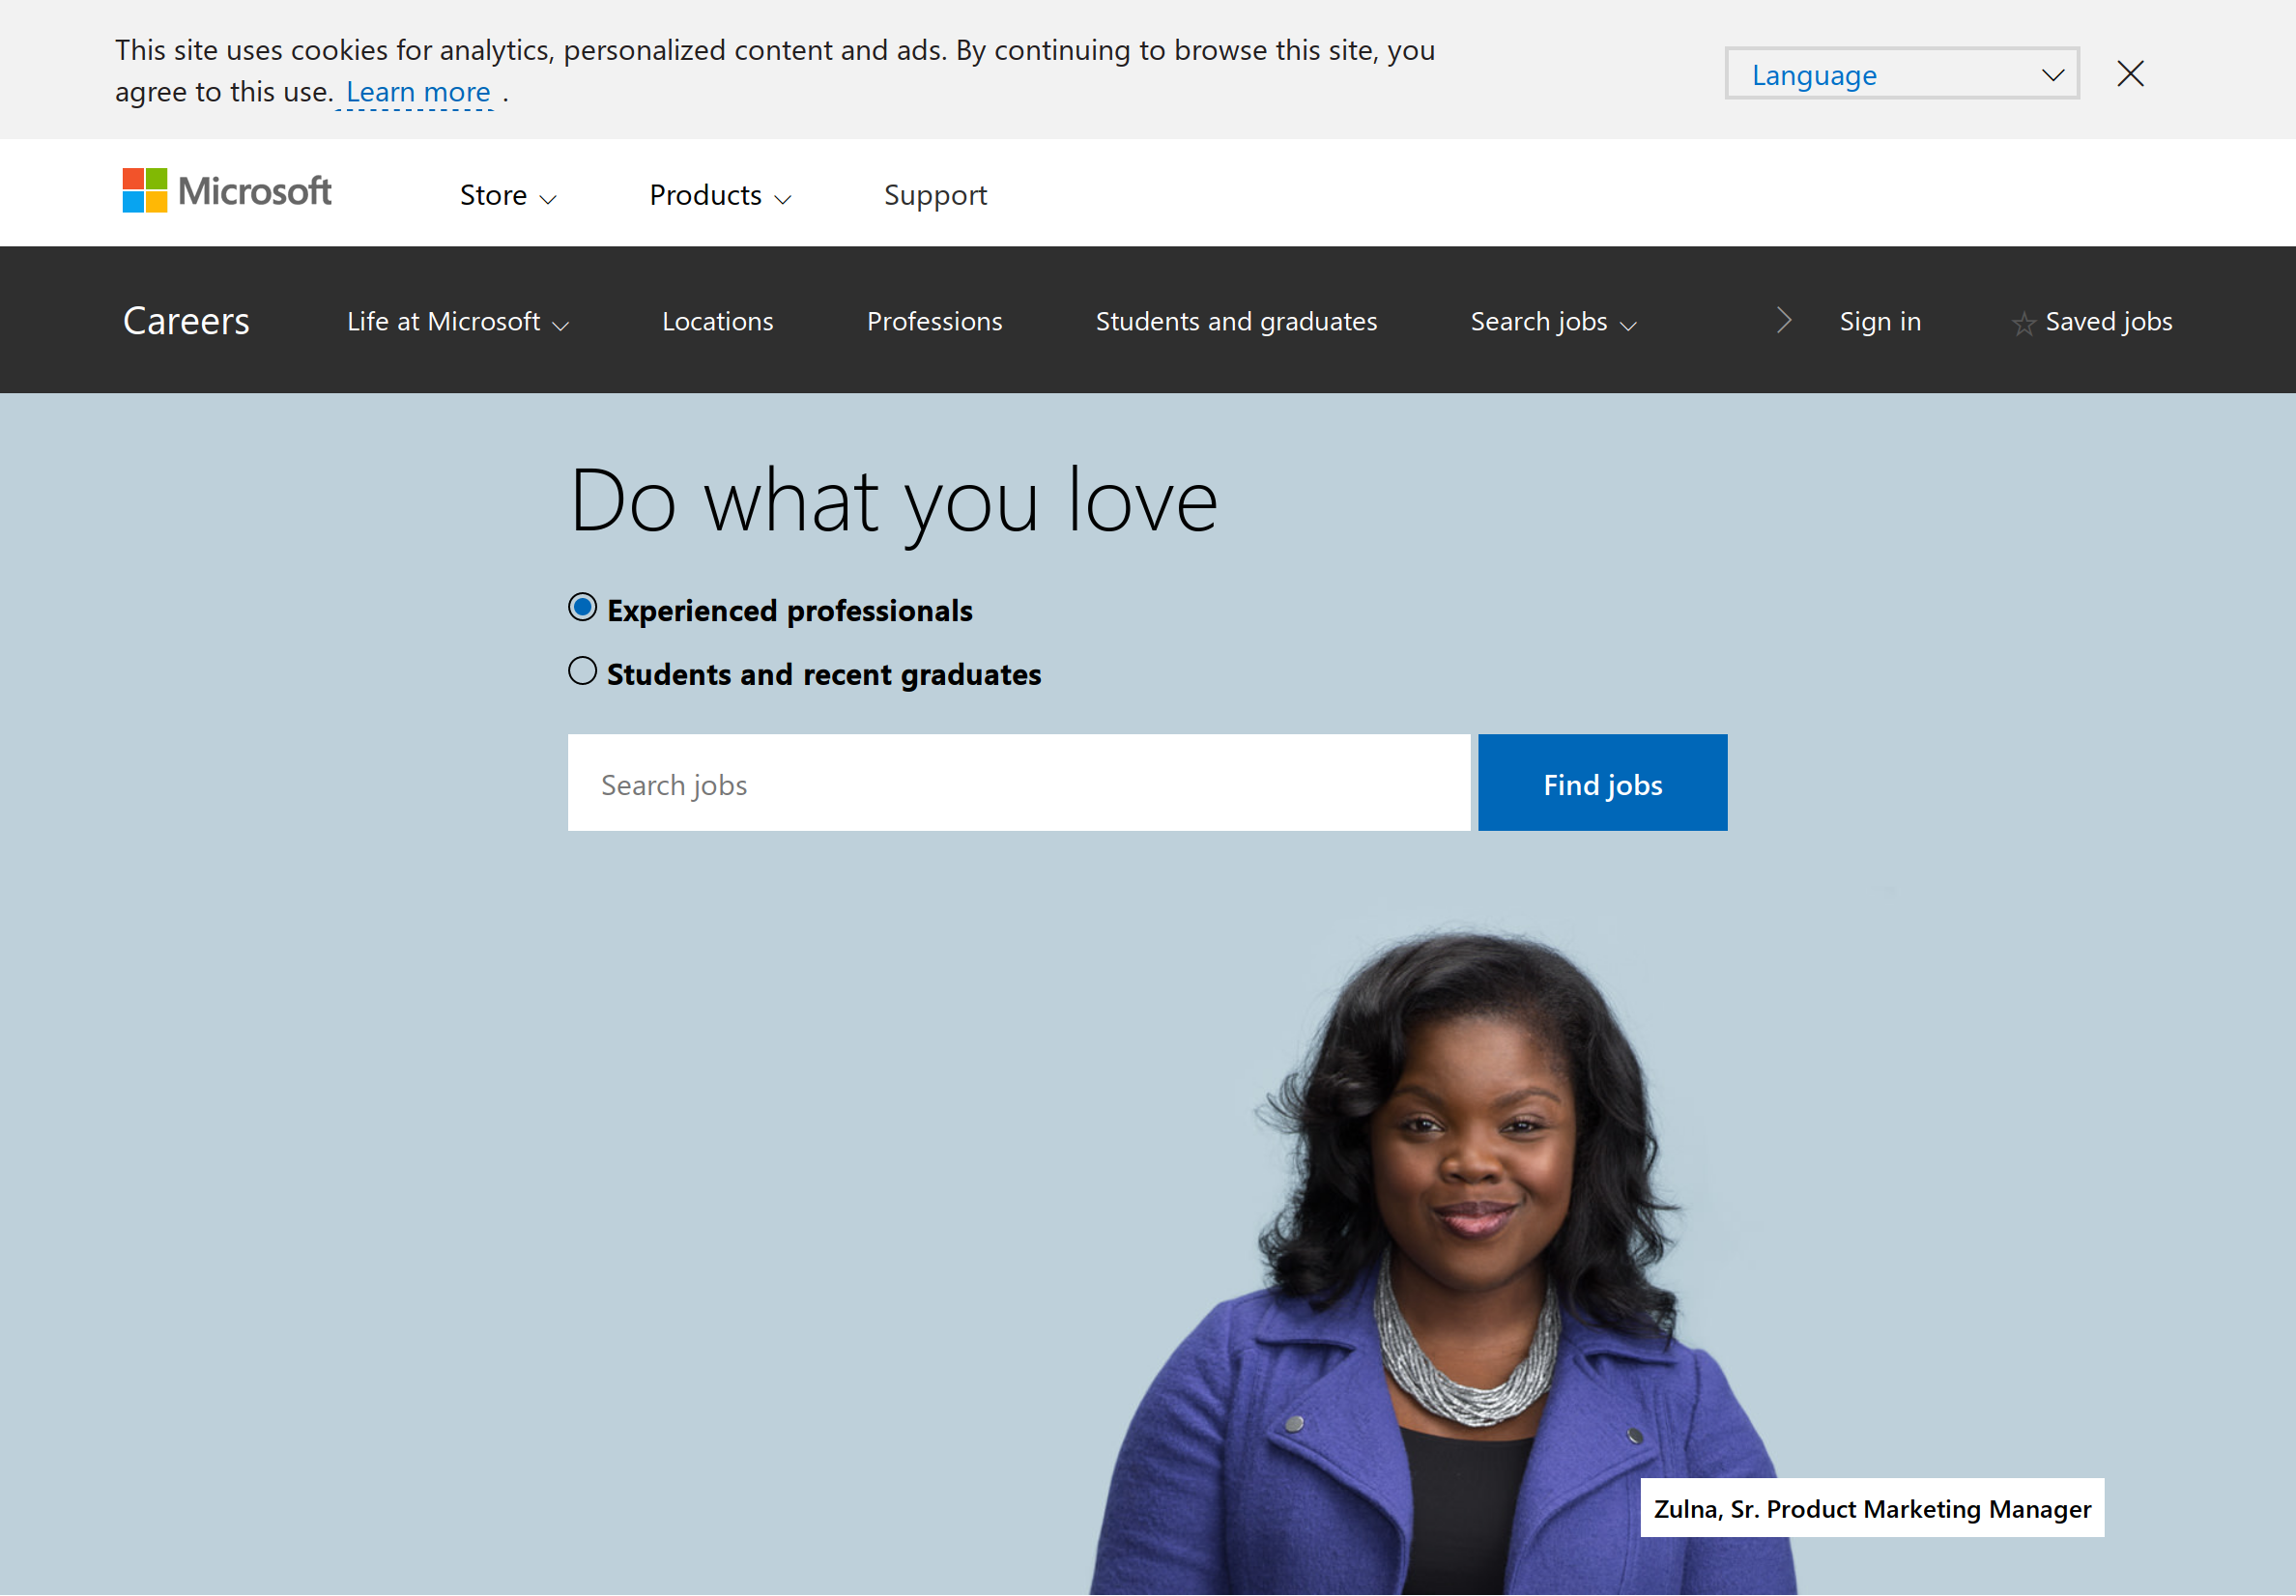 This site uses cookies for analytics, personalized content and ads. By continuing to browse this site, you
agree to this use. Learn more .
Language
Microsoft
Store
Products
Support
Careers
Life at Microsoft
Locations
Professions
Students and graduates
Search jobs
Sign in
Saved jobs
Do what you love
Experienced professionals
Students and recent graduates
Search jobs
Find jobs
Zulna, Sr. Product Marketing Manager